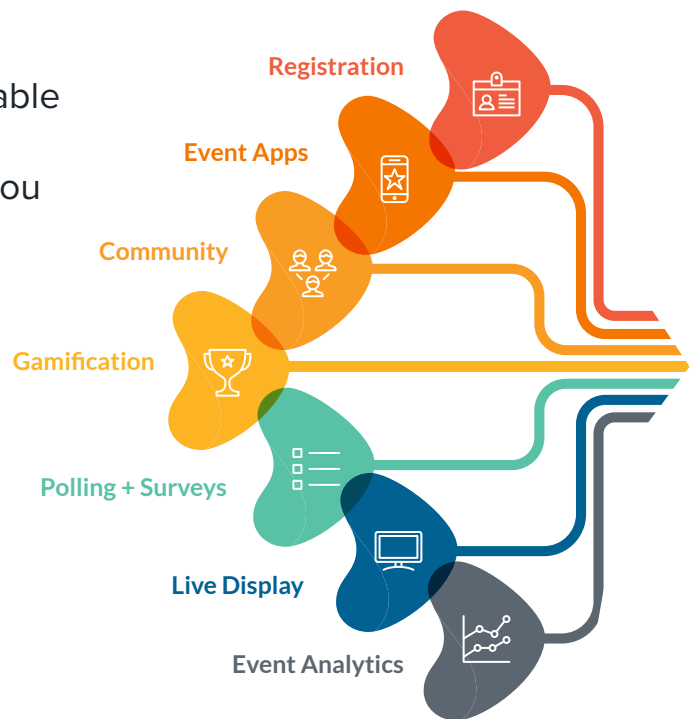 Registration
able
Event Apps
ou
Community
Gamification
Polling + Surveys
Live Display
Event Analytics